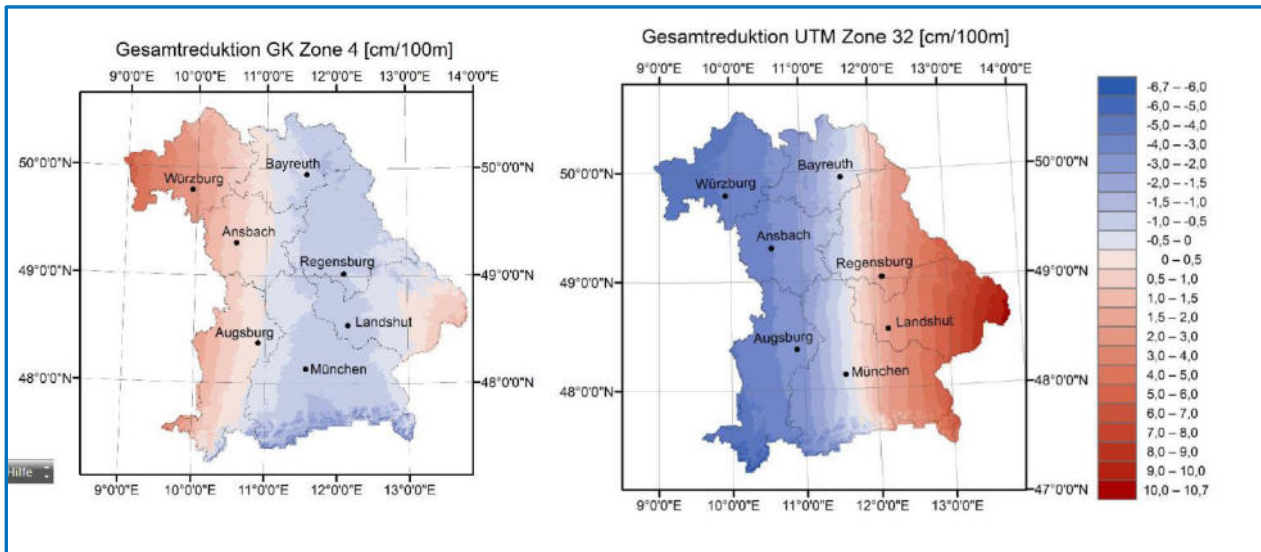 Gesamtreduktion GK Zone 4 [cm/100m]
9°0'0"E 10°0'0"E 11°0'0"E 12°0'0"E 13°0'0"E 14°0'0"E
50°0'0"N
49°0'0"N
48°0'0"N
Bayreuth
Würzburg
Ansbach
Regensburg
Augsburg
Landshut
München
50°0'0"N
49°0'0"N
48°0'0"N
9°0'0"E 10°0'0"E 11°0'0"E 12°0'0"E 13°0'0"E
Hilfe
Gesamtreduktion UTM Zone 32 [cm/100m]
9°0'0"E 10°0'0"E 11°0'0"E 12°0'0"E 13°0'0"E 14°0'0"E
50°0'0"N
49°0'0"N
48°0'0"N
Bayreuth
Würzburg
Ansbach
Regensburg
Landshut
Augsburg
München
50°0'0"N
49°0'0"N
48°0'0"N
47°0'0"N
9°0'0"E 10°0'0"E 11°0'0"E 12°0'0"E 13°0'0"E
-6,7 – -6,0
-6,0 – -5,0
-5,0 – -4,0
-4,0 – -3,0
-3,0 – -2,0
-2,0 – -1,5
-1,5 – -1,0
-1,0 – -0,5
-0,5 – 0
0 – 0,5
0,5 – 1,0
1,0 – 1,5
1,5 – 2,0
2,0 – 3,0
3,0 – 4,0
4,0 – 5,0
5,0 – 6,0
6,0 – 7,0
7,0 – 8,0
8,0 – 9,0
9,0 – 10,0
10,0 – 10,7